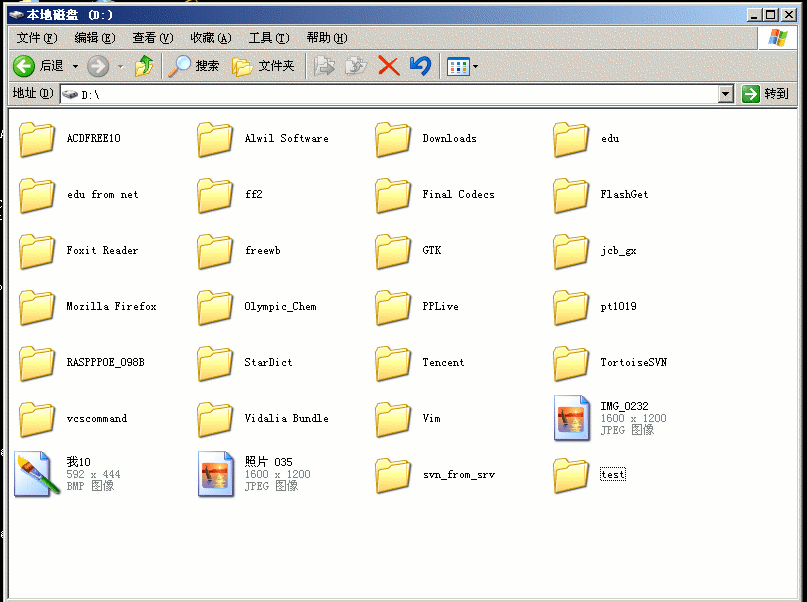 本地磁盘 (D:)
文件(F) 编辑(E) 查看(V) 收藏(A) 工具(T) 帮助(H)
后退 搜索 文件夹
地址(D) D:\ 转到
ACDFREE10 Alwil Software Downloads edu
edu from net ff2 Final Codecs FlashGet
Foxit Reader freewb GTK jcb_gx
Mozilla Firefox Olympic_Chem PPLive pt1019
RASPPPOE_098B StarDict Tencent TortoiseSVN
vcscommand Vidalia Bundle Vim
IMG_0232
1600 x 1200
JPEG 图像
我10
592 x 444
BMP 图像
照片 035
1600 x 1200
JPEG 图像
svn_from_srv test